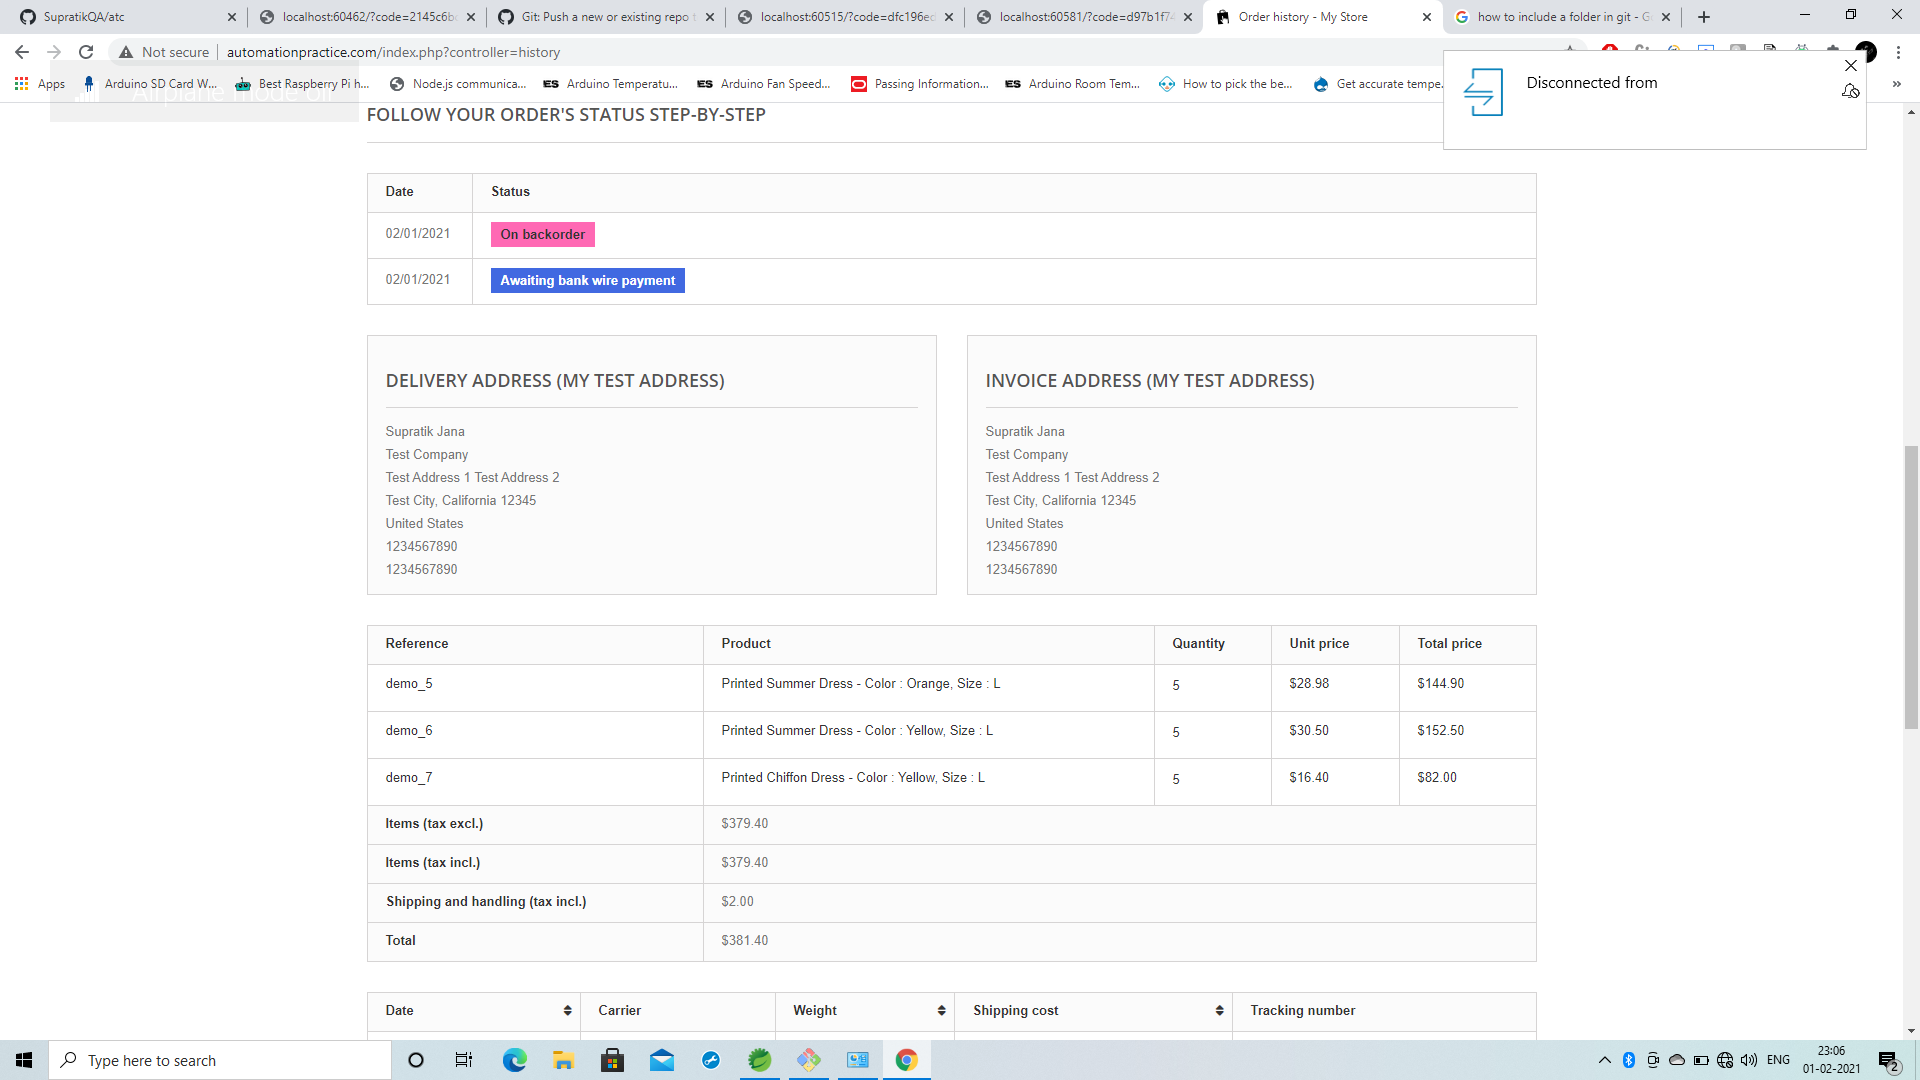 SupratikQA/atc
localhost:60462/?code=2145c6b
Git: Push a new or existing repo t
localhost:60515/?code=dfc196ed
localhost:60581/?code=d97b1f74
Order history - My Store
how to include a folder in git - G
Not secure
automationpractice.com/index.php?controller=history
Apps
Arduino SD Card W...
Best Raspberry Pi h...
Node.js communica...
ES Arduino Temperatu...
ES Arduino Fan Speed...
Passing Information...
ES Arduino Room Tem...
How to pick the be...
Get accurate tempe
»
Airplane mode off
Disconnected from
FOLLOW YOUR ORDER'S STATUS STEP-BY-STEP
Date Status
02/01/2021 On backorder
02/01/2021 Awaiting bank wire payment
DELIVERY ADDRESS (MY TEST ADDRESS)
Supratik Jana
Test Company
Test Address 1 Test Address 2
Test City, California 12345
United States
1234567890
1234567890
INVOICE ADDRESS (MY TEST ADDRESS)
Supratik Jana
Test Company
Test Address 1 Test Address 2
Test City, California 12345
United States
1234567890
1234567890
Reference Product Quantity Unit price Total price
demo_5 Printed Summer Dress - Color : Orange, Size : L 5 $28.98 $144.90
demo_6 Printed Summer Dress - Color : Yellow, Size : L 5 $30.50 $152.50
demo_7 Printed Chiffon Dress - Color : Yellow, Size : L 5 $16.40 $82.00
Items (tax excl.) $379.40
Items (tax incl.) $379.40
Shipping and handling (tax incl.) $2.00
Total $381.40
Date Carrier Weight Shipping cost Tracking number
Type here to search
ENG
23:06
01-02-2021
2